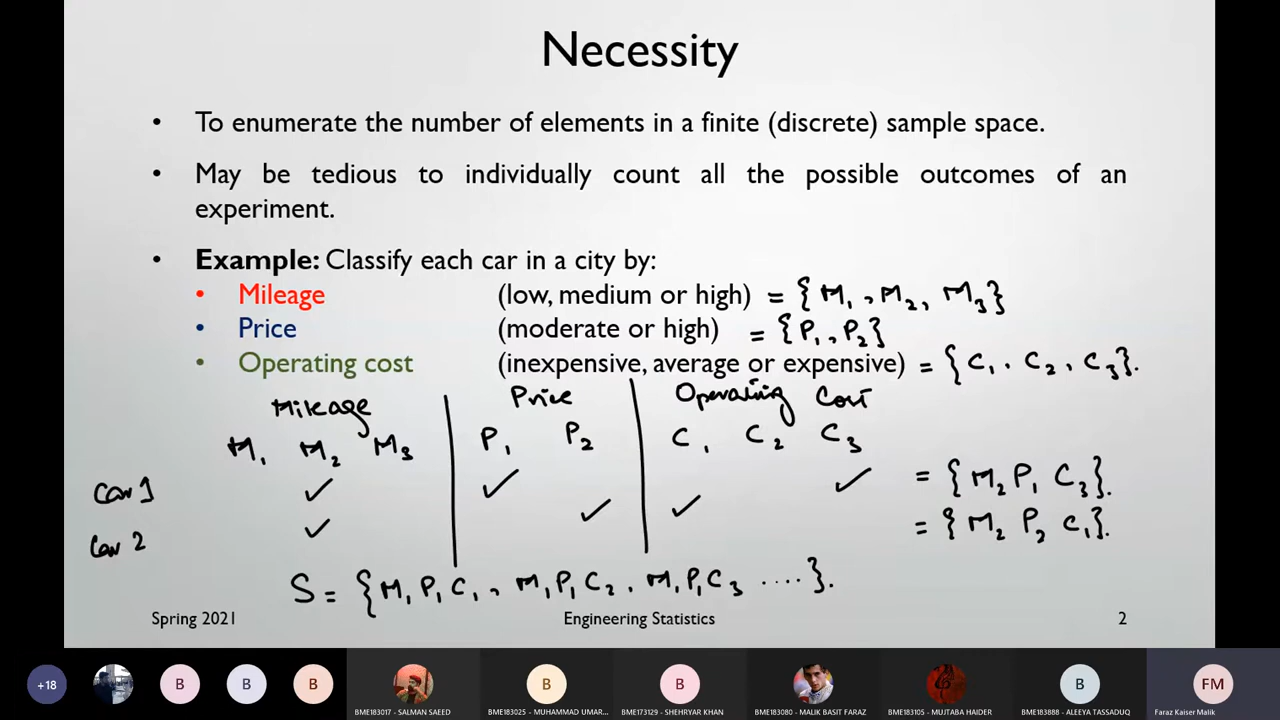 Necessity
• To enumerate the number of elements in a finite (discrete) sample space.
• May be tedious to individually count all the possible outcomes of an
experiment.
• Example: Classify each car in a city by:
• Mileage (low, medium or high) = {M₁, M₂, M₃}
• Price (moderate or high) = {P₁, P₂}
• Operating cost (inexpensive, average or expensive) = {C₁, C₂, C₃}.
Mileage Price Operating Cost
M₁ M₂ M₃ P₁ P₂ C₁ C₂ C₃
Car 1 ✓ ✓ ✓ = {M₂ P₁ C₃}.
Car 2 ✓ ✓ ✓ = {M₂ P₂ C₁}.
S = {M₁P₁C₁, M₁P₁C₂, M₁P₁C₃ ....}.
Spring 2021 Engineering Statistics 2
+18 B B B B B B FM
BME183017 - SALMAN SAEED BME183025 - MUHAMMAD UMAR... BME173129 - SHEHRYAR KHAN BME183080 - MALIK BASIT FARAZ BME183105 - MUJTABA HAIDER BME183888 - ALEEYA TASSADUQ Faraz Kaiser Malik